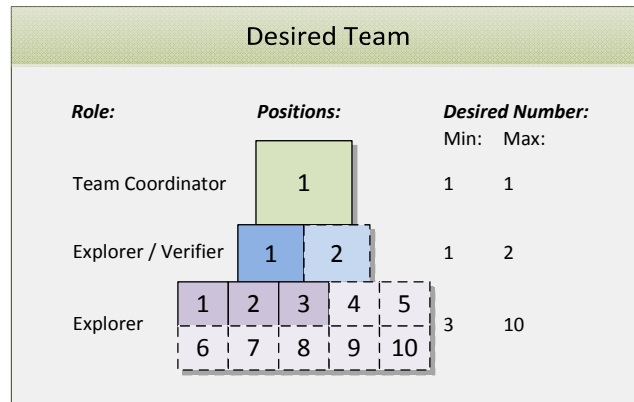 Desired Team
Role: Positions: Desired Number:
Min: Max:
Team Coordinator 1 1 1
Explorer / Verifier 1 2 1 2
1 2 3 4 5
Explorer 3 10
6 7 8 9 10